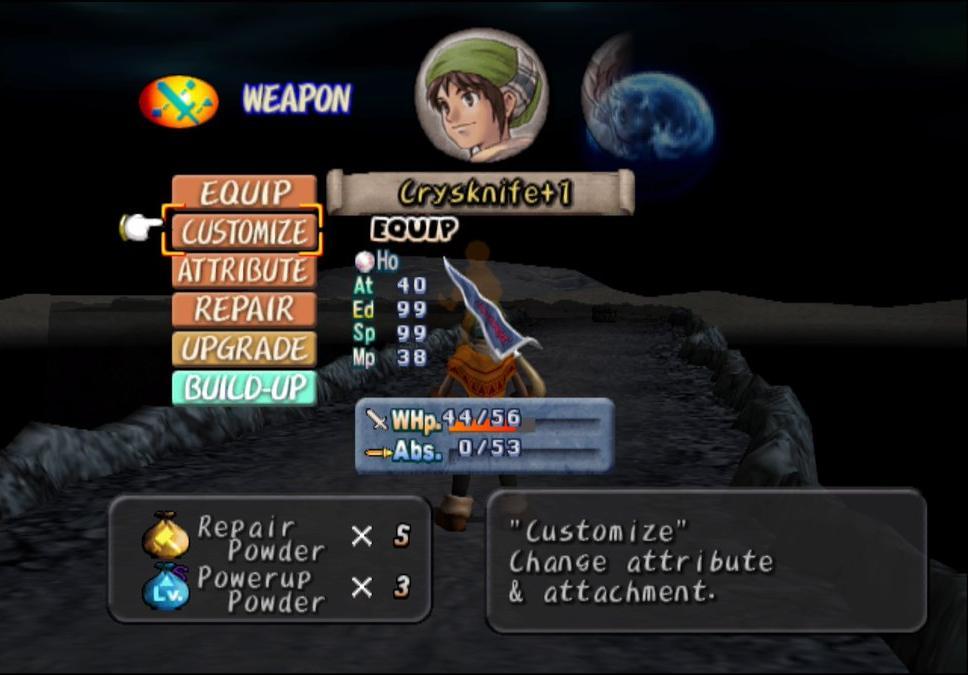 WEAPON
Crysknife+1
EQUIP
CUSTOMIZE
ATTRIBUTE
REPAIR
UPGRADE
BUILD-UP
EQUIP
Ho
At 40
Ed 99
Sp 99
Mp 38
WHp. 44/56
Abs. 0/53
Repair
Powder × 5
Lv. Powerup
Powder × 3
"Customize"
Change attribute
& attachment.